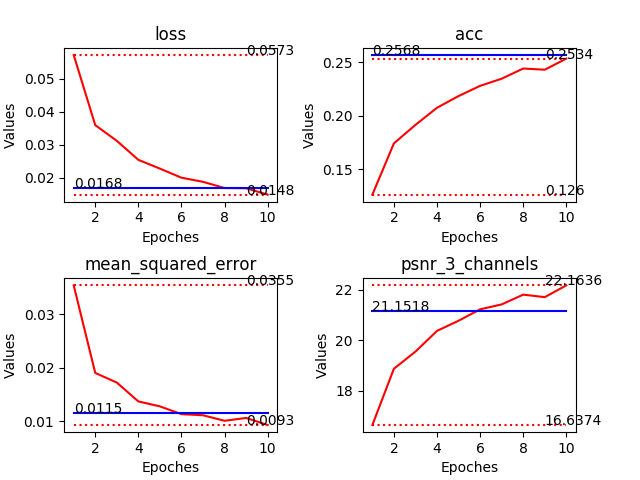 loss
Values
0.05
0.04
0.03
0.02
0.0573
0.0168
0.0148
2 4 6 8 10
Epoches
acc
Values
0.25
0.20
0.15
0.2568
0.2534
0.126
2 4 6 8 10
Epoches
mean_squared_error
Values
0.03
0.02
0.01
0.0355
0.0115
0.0093
2 4 6 8 10
Epoches
psnr_3_channels
Values
22
20
18
22.1636
21.1518
16.6374
2 4 6 8 10
Epoches